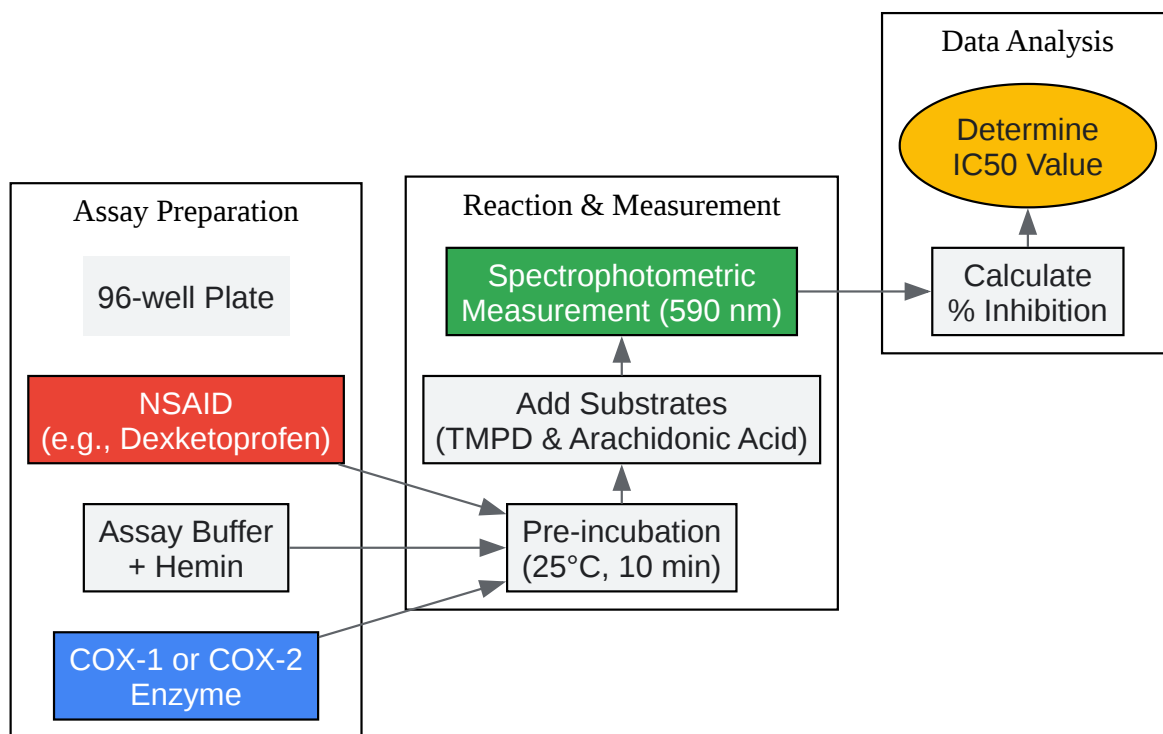 Assay Preparation
96-well Plate
NSAID
(e.g., Dexketoprofen)
Assay Buffer
+ Hemin
COX-1 or COX-2
Enzyme
Reaction & Measurement
Spectrophotometric
Measurement (590 nm)
Add Substrates
(TMPD & Arachidonic Acid)
Pre-incubation
(25°C, 10 min)
Data Analysis
Determine
IC50 Value
Calculate
% Inhibition